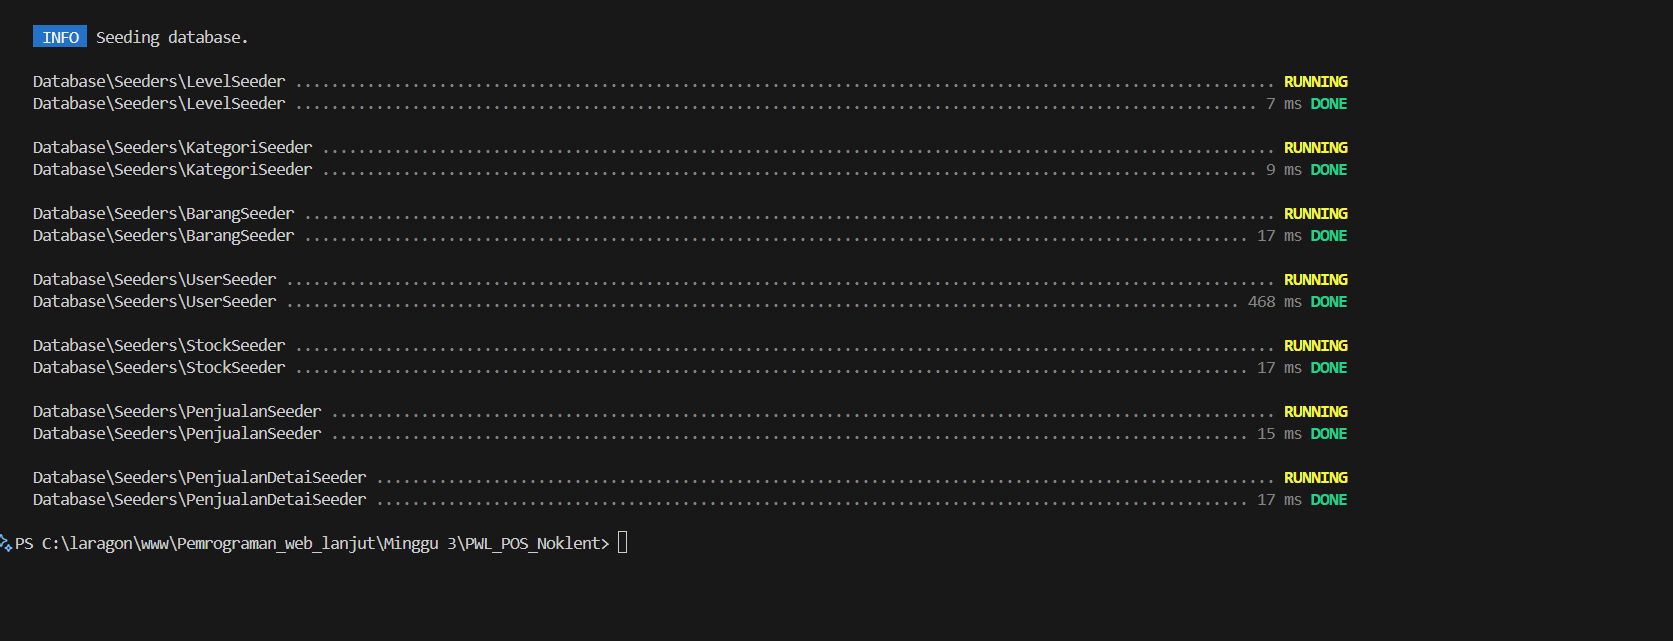 INFO Seeding database.
Database\Seeders\LevelSeeder ............................................................................................................. RUNNING
Database\Seeders\LevelSeeder ........................................................................................................... 7 ms DONE
Database\Seeders\KategoriSeeder .......................................................................................................... RUNNING
Database\Seeders\KategoriSeeder ........................................................................................................ 9 ms DONE
Database\Seeders\BarangSeeder ............................................................................................................ RUNNING
Database\Seeders\BarangSeeder ......................................................................................................... 17 ms DONE
Database\Seeders\UserSeeder .............................................................................................................. RUNNING
Database\Seeders\UserSeeder .......................................................................................................... 468 ms DONE
Database\Seeders\StockSeeder ............................................................................................................. RUNNING
Database\Seeders\StockSeeder .......................................................................................................... 17 ms DONE
Database\Seeders\PenjualanSeeder ......................................................................................................... RUNNING
Database\Seeders\PenjualanSeeder ...................................................................................................... 15 ms DONE
Database\Seeders\PenjualanDetaiSeeder .................................................................................................... RUNNING
Database\Seeders\PenjualanDetaiSeeder ................................................................................................. 17 ms DONE
PS C:\laragon\www\Pemrograman_web_lanjut\Minggu 3\PWL_POS_Noklent>